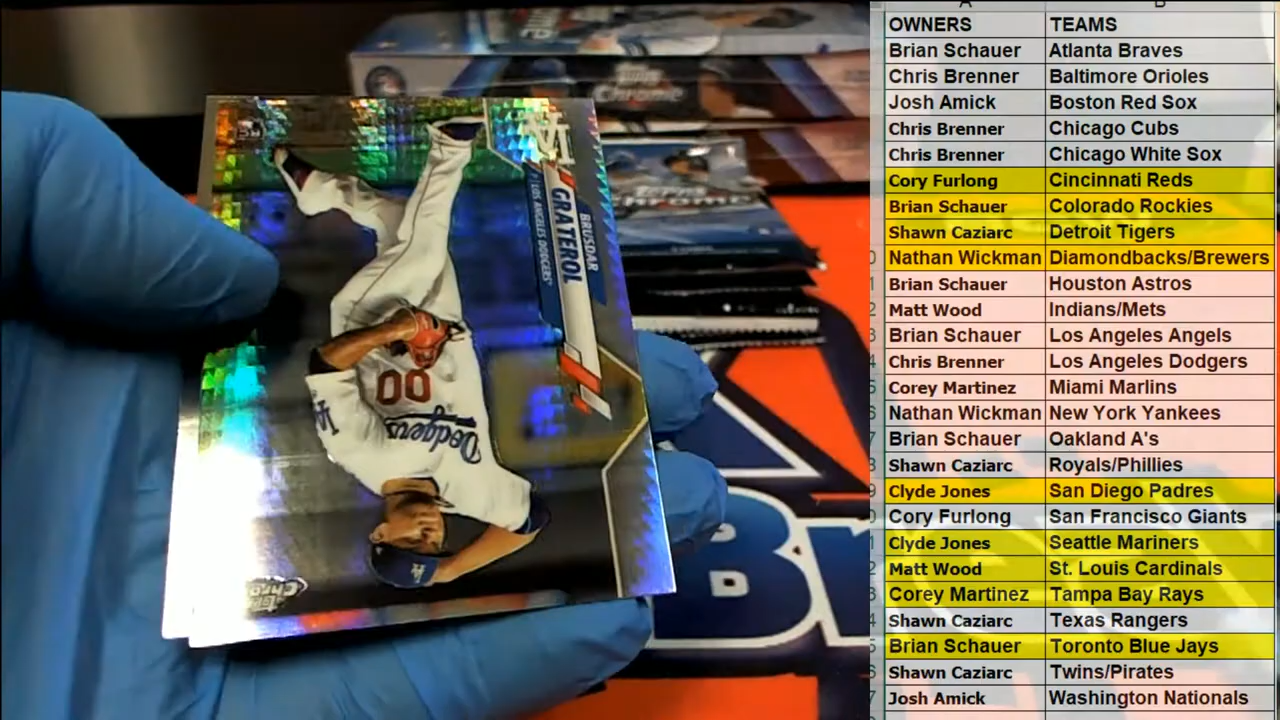 OWNERS TEAMS
Brian Schauer Atlanta Braves
Chris Brenner Baltimore Orioles
Josh Amick Boston Red Sox
Chris Brenner Chicago Cubs
Chris Brenner Chicago White Sox
Cory Furlong Cincinnati Reds
Brian Schauer Colorado Rockies
Shawn Caziarc Detroit Tigers
Nathan Wickman Diamondbacks/Brewers
Brian Schauer Houston Astros
Matt Wood Indians/Mets
Brian Schauer Los Angeles Angels
Chris Brenner Los Angeles Dodgers
Corey Martinez Miami Marlins
Nathan Wickman New York Yankees
Brian Schauer Oakland A's
Shawn Caziarc Royals/Phillies
Clyde Jones San Diego Padres
Cory Furlong San Francisco Giants
Clyde Jones Seattle Mariners
Matt Wood St. Louis Cardinals
Corey Martinez Tampa Bay Rays
Shawn Caziarc Texas Rangers
Brian Schauer Toronto Blue Jays
Shawn Caziarc Twins/Pirates
Josh Amick Washington Nationals
BRUSDAR
GRATEROL
P | LOS ANGELES DODGERS
Dodgers
00
LA
Topps
Chrome
Topps
Chrome
Br